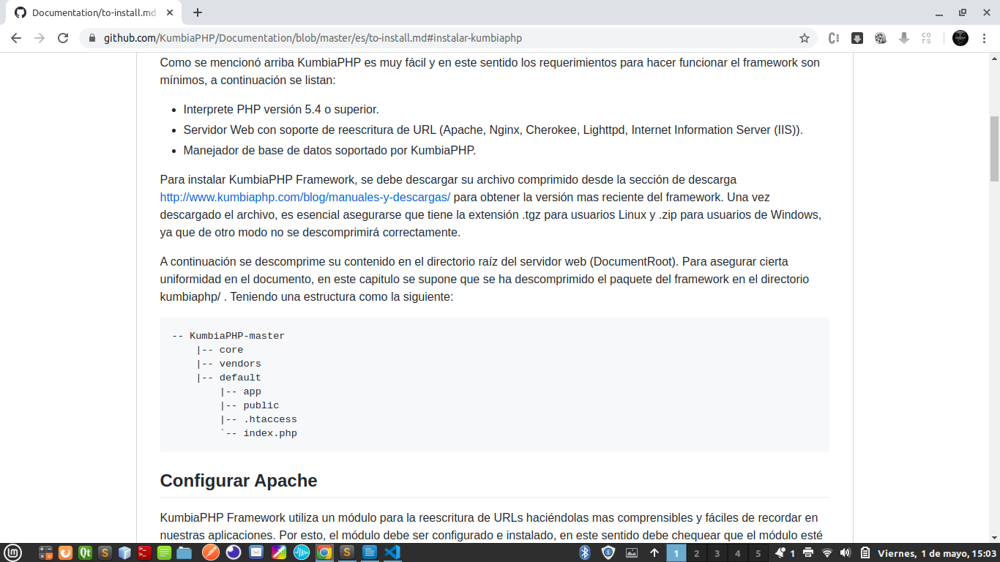 Documentation/to-install.md
github.com/KumbiaPHP/Documentation/blob/master/es/to-install.md#instalar-kumbiaphp
co
rs
Como se mencionó arriba KumbiaPHP es muy fácil y en este sentido los requerimientos para hacer funcionar el framework son
mínimos, a continuación se listan:
Interprete PHP versión 5.4 o superior.
Servidor Web con soporte de reescritura de URL (Apache, Nginx, Cherokee, Lighttpd, Internet Information Server (IIS)).
Manejador de base de datos soportado por KumbiaPHP.
Para instalar KumbiaPHP Framework, se debe descargar su archivo comprimido desde la sección de descarga
http://www.kumbiaphp.com/blog/manuales-y-descargas/ para obtener la versión mas reciente del framework. Una vez
descargado el archivo, es esencial asegurarse que tiene la extensión .tgz para usuarios Linux y .zip para usuarios de Windows,
ya que de otro modo no se descomprimirá correctamente.
A continuación se descomprime su contenido en el directorio raíz del servidor web (DocumentRoot). Para asegurar cierta
uniformidad en el documento, en este capitulo se supone que se ha descomprimido el paquete del framework en el directorio
kumbiaphp/ . Teniendo una estructura como la siguiente:
-- KumbiaPHP-master
|-- core
|-- vendors
|-- default
|-- app
|-- public
|-- .htaccess
`-- index.php
Configurar Apache
KumbiaPHP Framework utiliza un módulo para la reescritura de URLs haciéndolas mas comprensibles y fáciles de recordar en
nuestras aplicaciones. Por esto, el módulo debe ser configurado e instalado, en este sentido debe chequear que el módulo esté
Qt S S 1 2 3 4 5 1 Viernes, 1 de mayo, 15:03